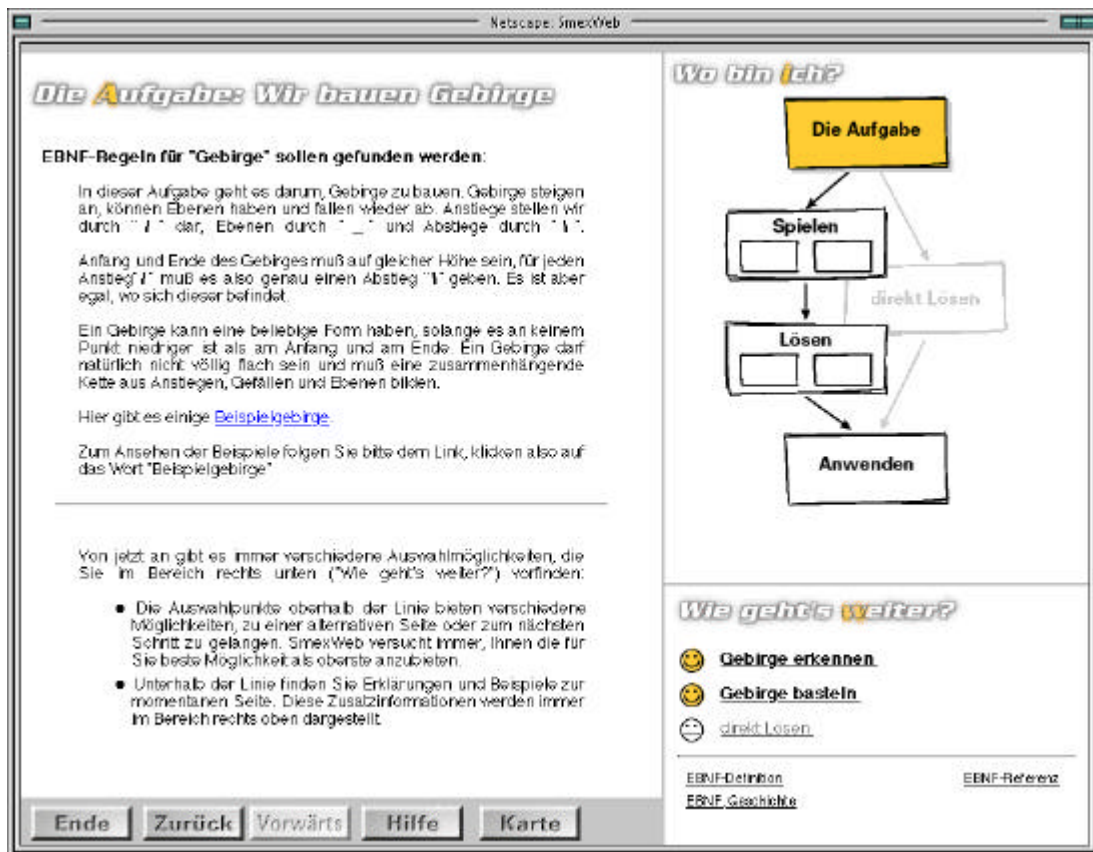 Netscape: SmexWeb
Die Aufgabe: Wir bauen Gebirge
EBNF-Regeln für "Gebirge" sollen gefunden werden:
In dieser Aufgabe geht es darum, Gebirge zu bauen. Gebirge steigen
an, können Ebenen haben und fallen wieder ab. Anstiege stellen wir
durch " / " dar, Ebenen durch " _ " und Abstiege durch " \ ".
Anfang und Ende des Gebirges muß auf gleicher Höhe sein, für jeden
Anstieg "/" muß es also genau einen Abstieg "\" geben. Es ist aber
egal, wo sich dieser befindet.
Ein Gebirge kann eine beliebige Form haben, solange es an keinem
Punkt niedriger ist als am Anfang und am Ende. Ein Gebirge darf
natürlich nicht völlig flach sein und muß eine zusammenhängende
Kette aus Anstiegen, Gefällen und Ebenen bilden.
Hier gibt es einige Beispielgebirge.
Zum Ansehen der Beispiele folgen Sie bitte dem Link, klicken also auf
das Wort "Beispielgebirge"
Von jetzt an gibt es immer verschiedene Auswahlmöglichkeiten, die
Sie im Bereich rechts unten ("Wie geht's weiter?") vorfinden:
• Die Auswahlpunkte oberhalb der Linie bieten verschiedene
Möglichkeiten, zu einer alternativen Seite oder zum nächsten
Schritt zu gelangen. SmexWeb versucht immer, Ihnen die für
Sie beste Möglichkeit als oberste anzubieten.
• Unterhalb der Linie finden Sie Erklärungen und Beispiele zur
momentanen Seite. Diese Zusatzinformationen werden immer
im Bereich rechts oben dargestellt.
Ende Zurück Vorwärts Hilfe Karte
Wo bin ich?
Die Aufgabe
Spielen
direkt Lösen
Lösen
Anwenden
Wie geht's weiter?
Gebirge erkennen
Gebirge basteln
direkt Lösen
EBNF-Definition EBNF-Referenz
EBNF, Geschichte